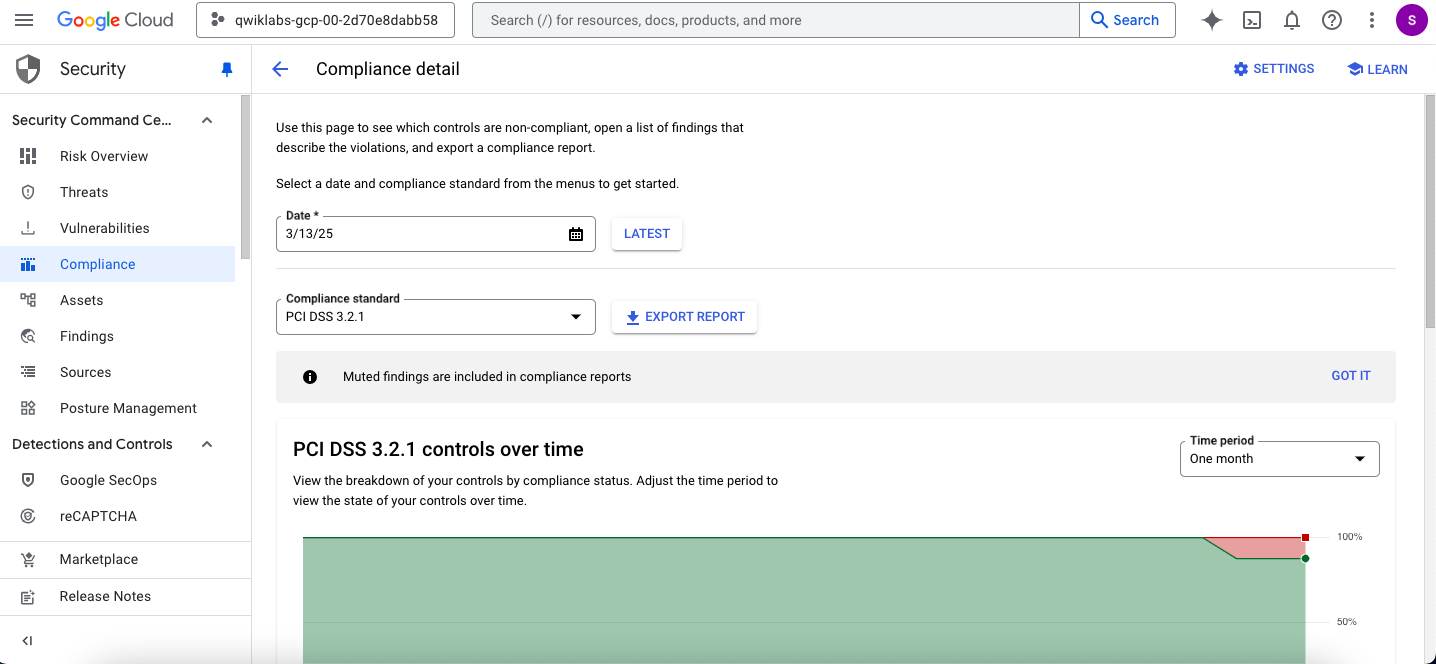 Google Cloud
qwiklabs-gcp-00-2d70e8dabb58
Search (/) for resources, docs, products, and more
Search
S
Security
Compliance detail
SETTINGS
LEARN
Security Command Ce...
Risk Overview
Threats
Vulnerabilities
Compliance
Assets
Findings
Sources
Posture Management
Detections and Controls
Google SecOps
reCAPTCHA
Marketplace
Release Notes
Use this page to see which controls are non-compliant, open a list of findings that
describe the violations, and export a compliance report.
Select a date and compliance standard from the menus to get started.
Date *
3/13/25
LATEST
Compliance standard
PCI DSS 3.2.1
EXPORT REPORT
Muted findings are included in compliance reports
GOT IT
PCI DSS 3.2.1 controls over time
View the breakdown of your controls by compliance status. Adjust the time period to
view the state of your controls over time.
Time period
One month
100%
50%